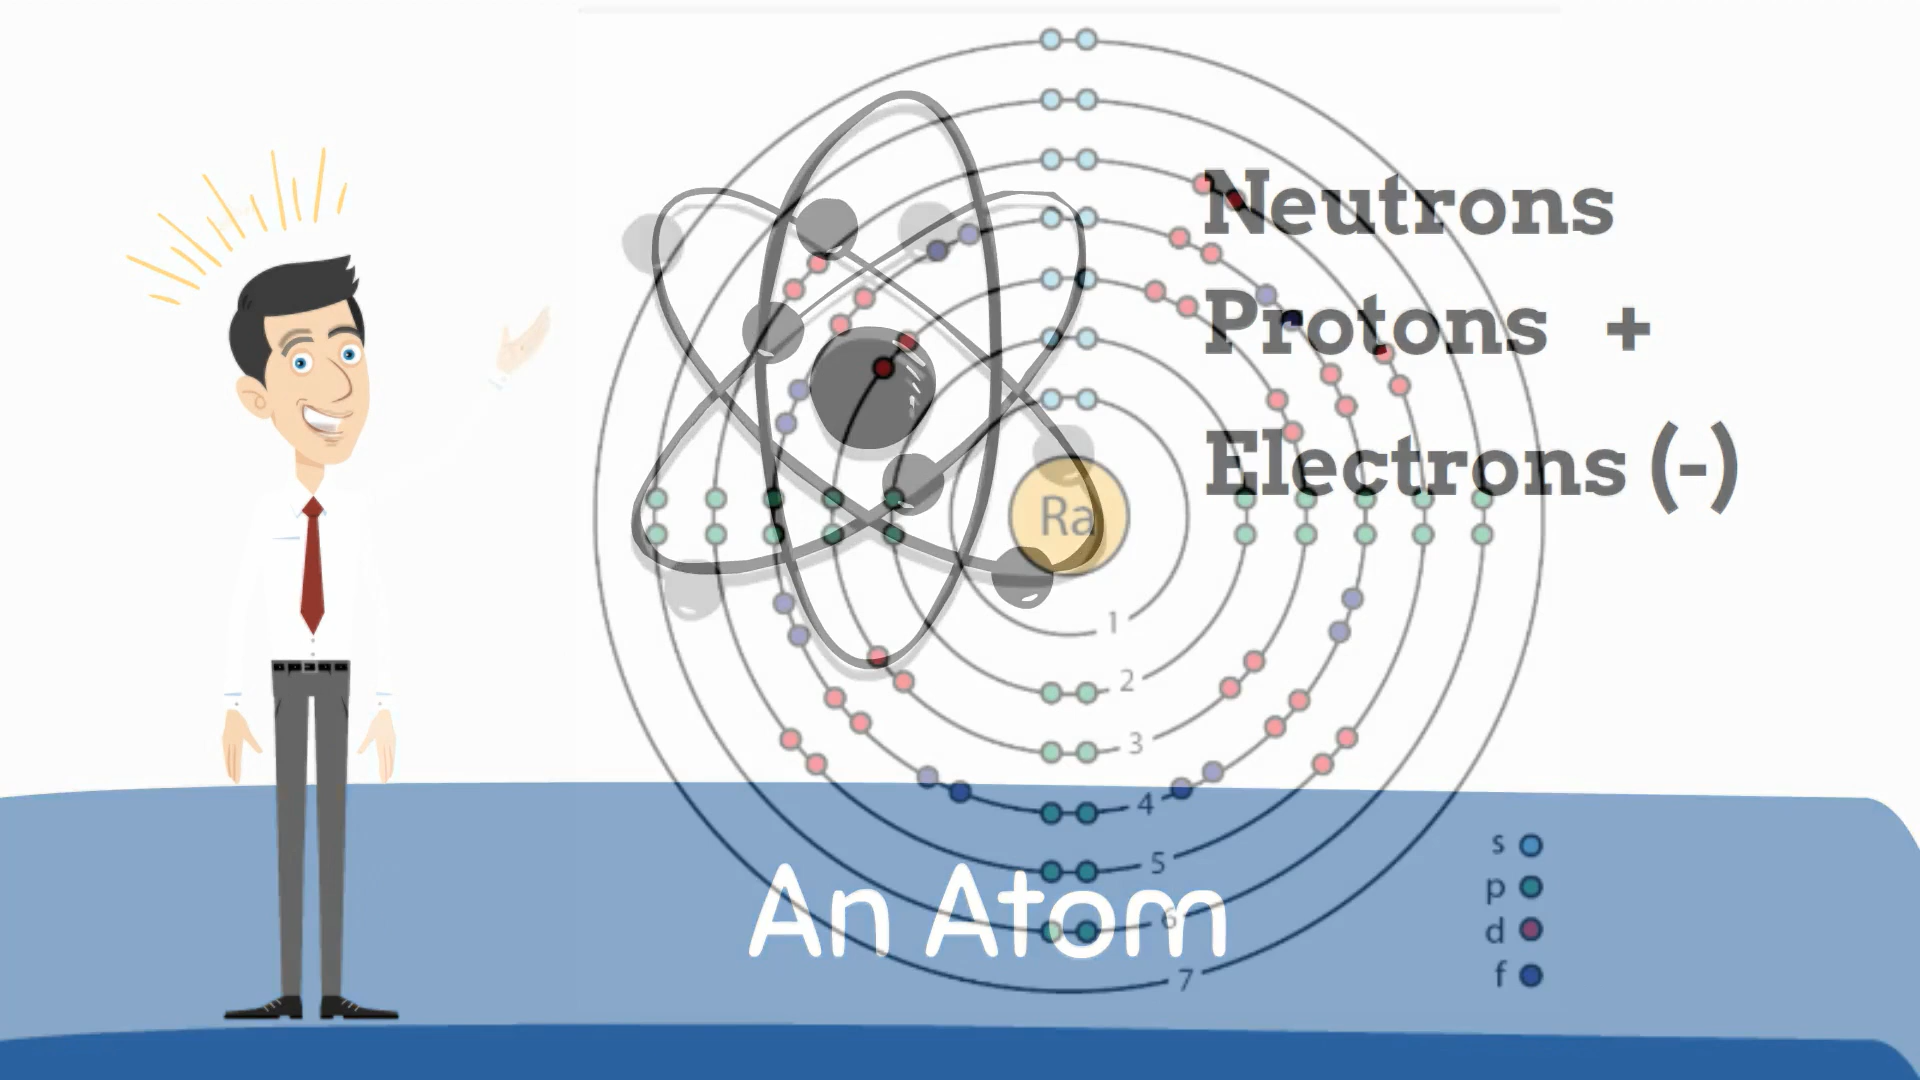 Neutrons
Protons +
Electrons (-)
Ra
1
2
3
4
5
6
7
An Atom
s
p
d
f